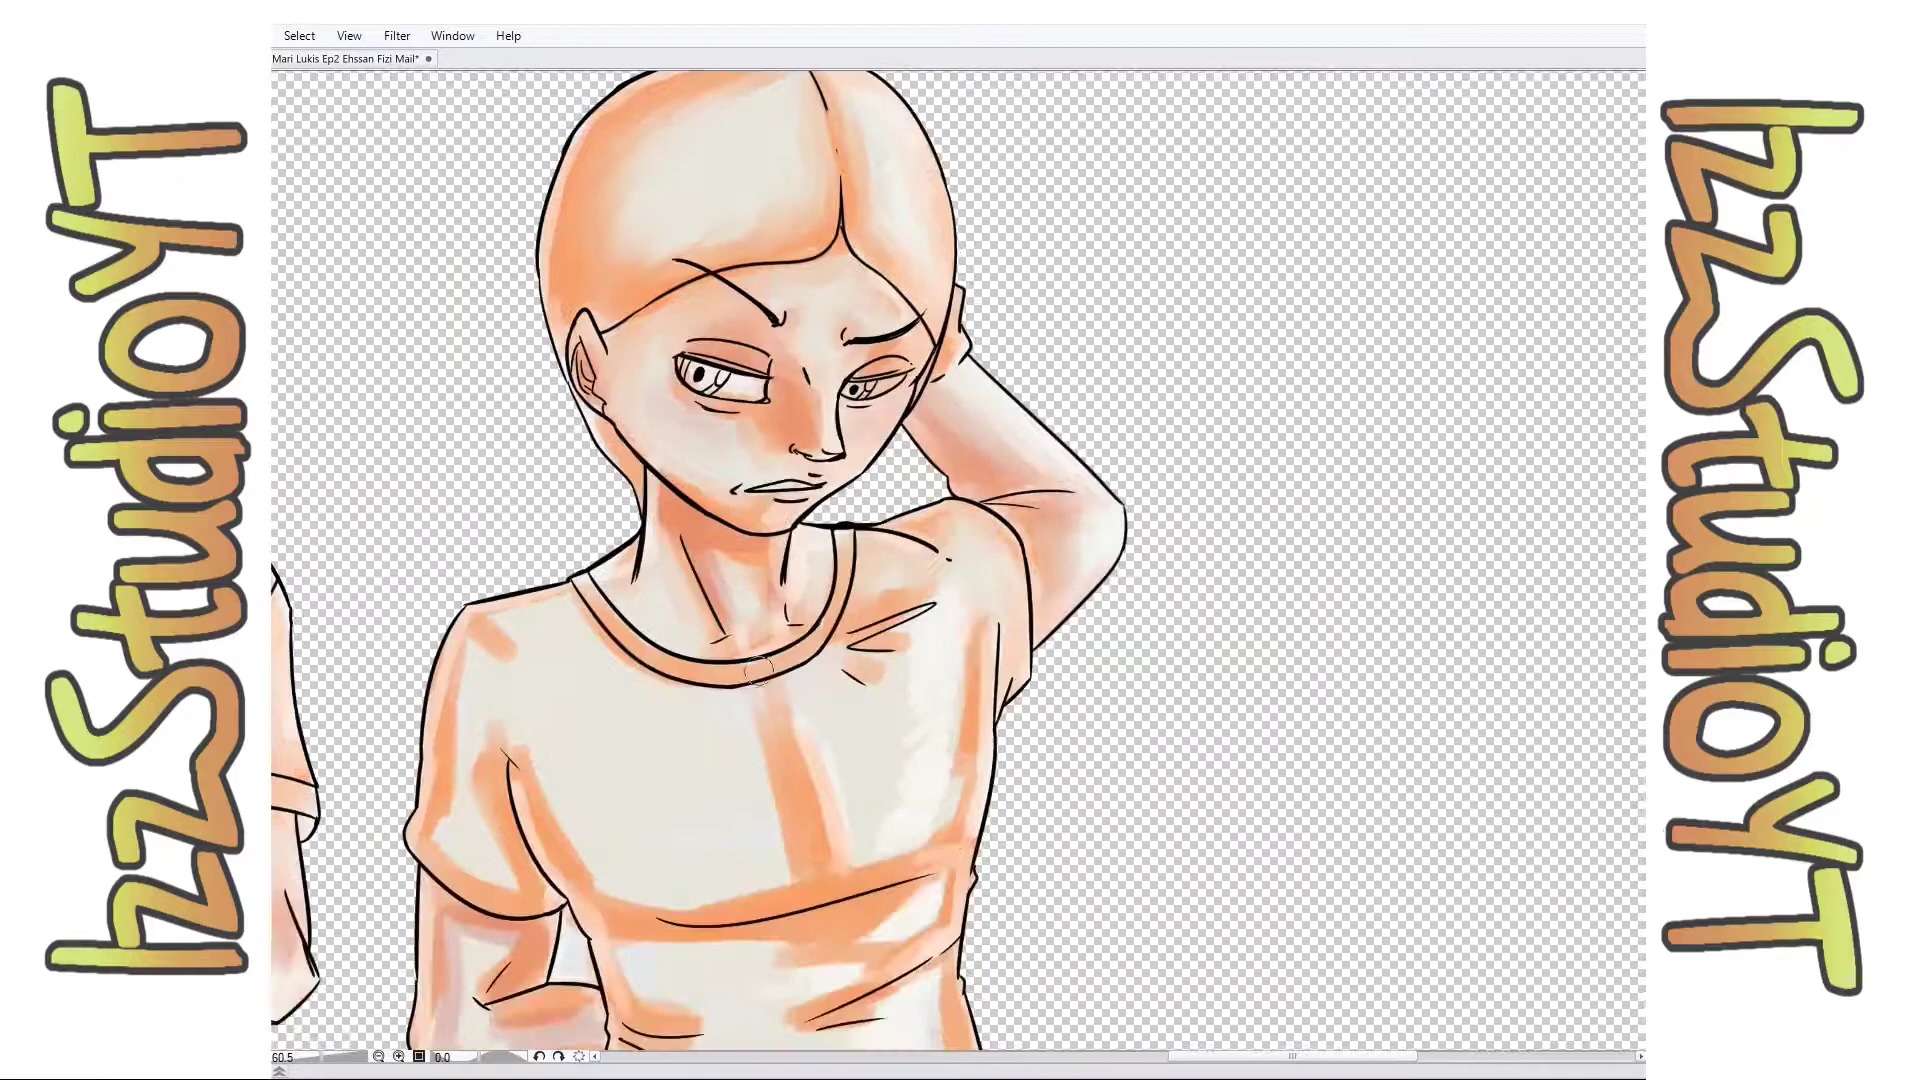 IzzStudioYT
Select View Filter Window Help
Mari Lukis Ep2 Ehssan Fizi Mail*
60.5 0.0
IzzStudioYT